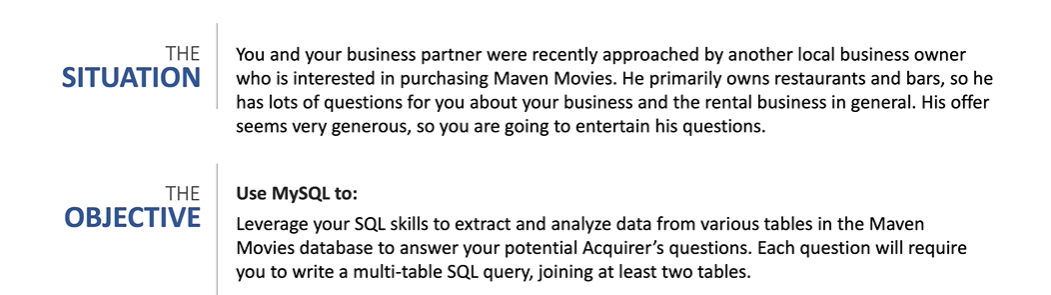 THE
SITUATION
You and your business partner were recently approached by another local business owner
who is interested in purchasing Maven Movies. He primarily owns restaurants and bars, so he
has lots of questions for you about your business and the rental business in general. His offer
seems very generous, so you are going to entertain his questions.
THE
OBJECTIVE
Use MySQL to:
Leverage your SQL skills to extract and analyze data from various tables in the Maven
Movies database to answer your potential Acquirer’s questions. Each question will require
you to write a multi-table SQL query, joining at least two tables.